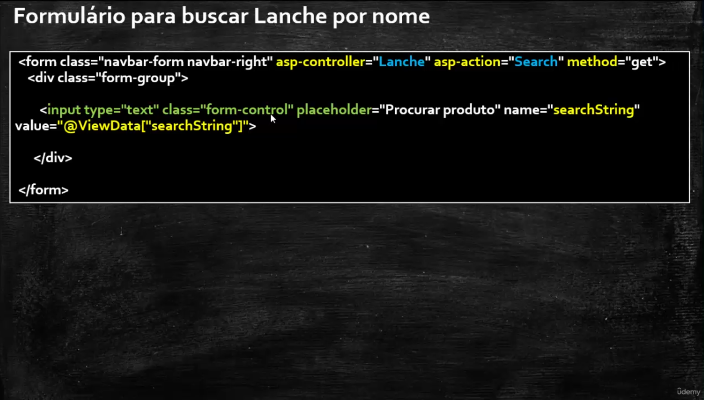 Formulário para buscar Lanche por nome
<form class="navbar-form navbar-right" asp-controller="Lanche" asp-action="Search" method="get">
<div class="form-group">
<input type="text" class="form-control" placeholder="Procurar produto" name="searchString"
value="@ViewData["searchString"]">
</div>
</form>
ûdemy